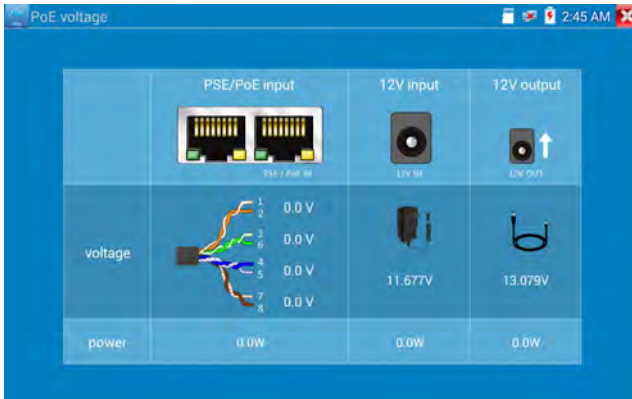 PoE voltage
2:45 AM
PSE/PoE input
12V input
12V output
PSE / PoE IN
12V IN
12V OUT
voltage
1
2
0.0 V
3
6
0.0 V
4
5
0.0 V
7
8
0.0 V
11.677V
13.079V
power
0.0W
0.0W
0.0W